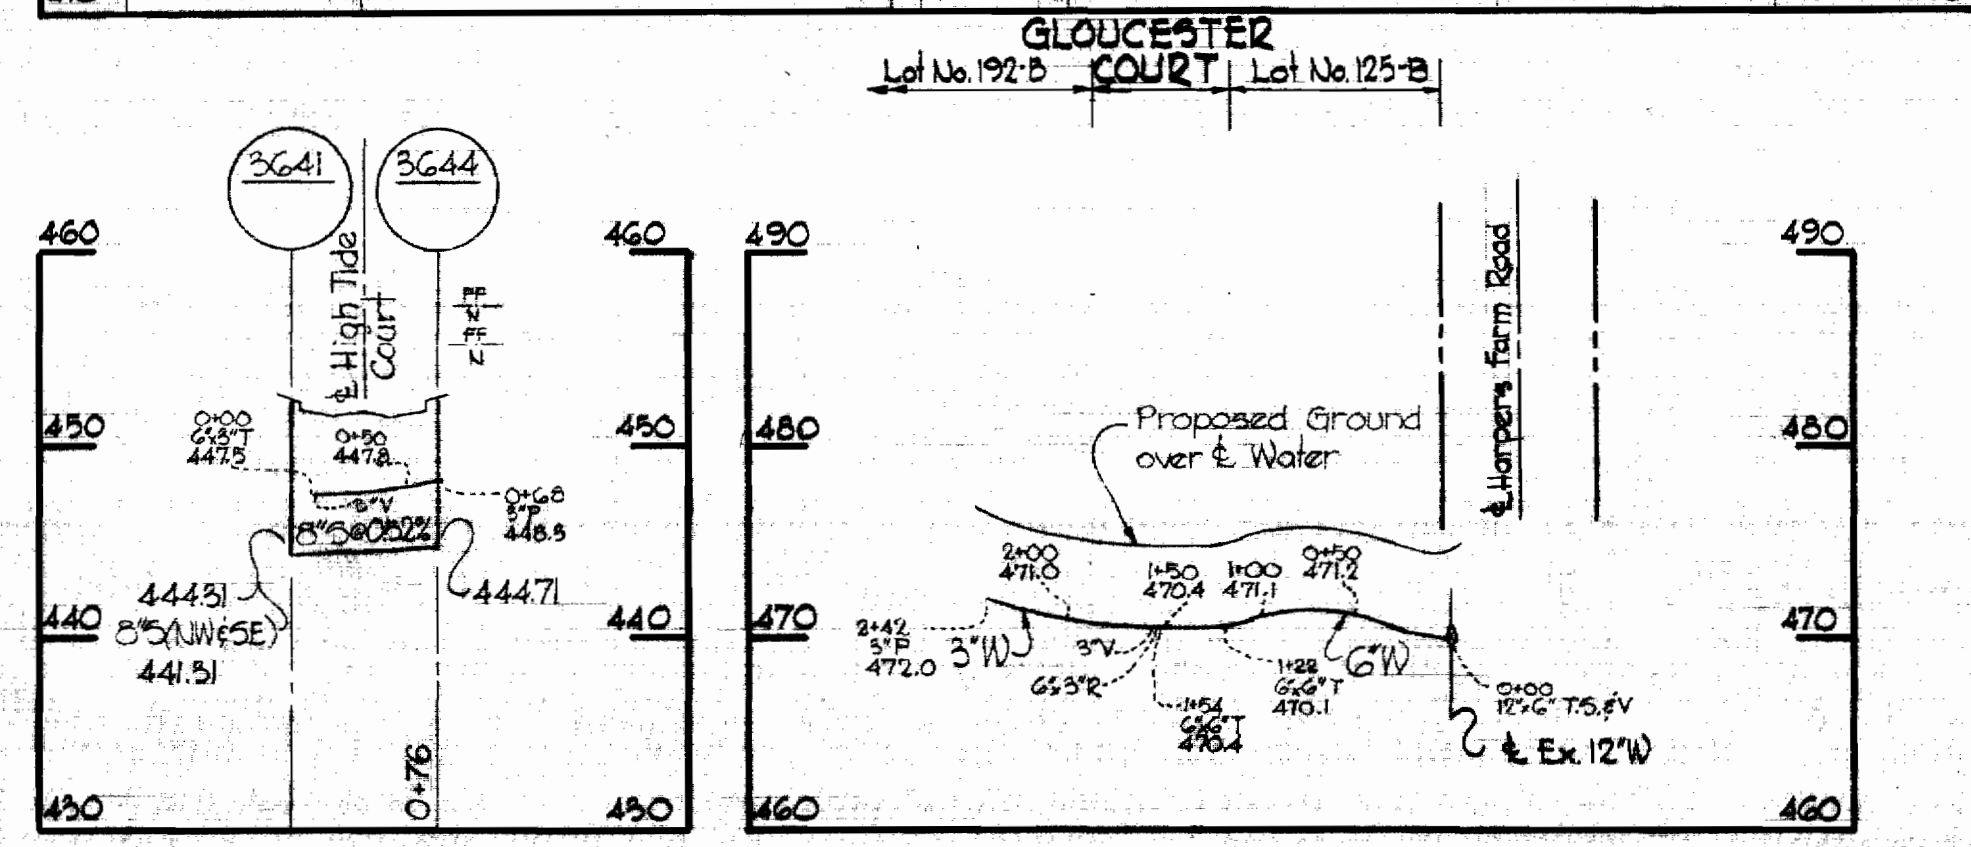 GLOUCESTER
COURT
Lot No. 192-B
Lot No. 125-B
3641
3644
℄ High Tide
Court
FF
N
FF
N
460
450
440
430
460
450
440
430
0+00
6"x3"T
447.5
0+50
447.8
3"V
0+68
3"P
448.5
8"S@0.52%
444.31
8"S(NW&SE)
441.31
444.71
0+76
490
480
470
460
490
480
470
460
℄ Harpers Farm Road
Proposed Ground
over ℄ Water
2+00
471.0
1+50
470.4
1+00
471.1
0+50
471.2
2+42
3"P
472.0
3"W
3"V
6"x3"R
1+54
6"x6"T
470.4
1+22
6"x6"T
470.1
6"W
0+00
12"x6" T.S.&V
℄ Ex. 12"W